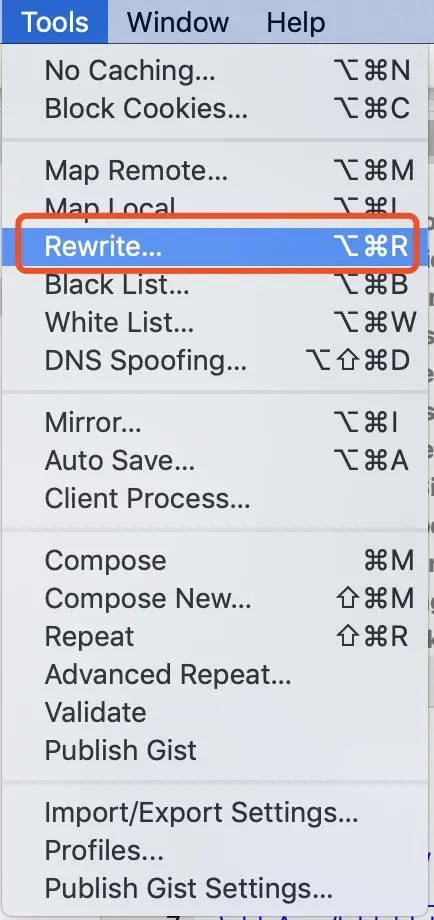 Tools Window Help
No Caching... ⌥⌘N
Block Cookies... ⌥⌘C
Map Remote... ⌥⌘M
Map Local ⌥⌘L
Rewrite... ⌥⌘R
Black List... ⌥⌘B
White List... ⌥⌘W
DNS Spoofing... ⌥⇧⌘D
Mirror... ⌥⌘I
Auto Save... ⌥⌘A
Client Process...
Compose ⌘M
Compose New... ⇧⌘M
Repeat ⇧⌘R
Advanced Repeat...
Validate
Publish Gist
Import/Export Settings...
Profiles...
Publish Gist Settings...